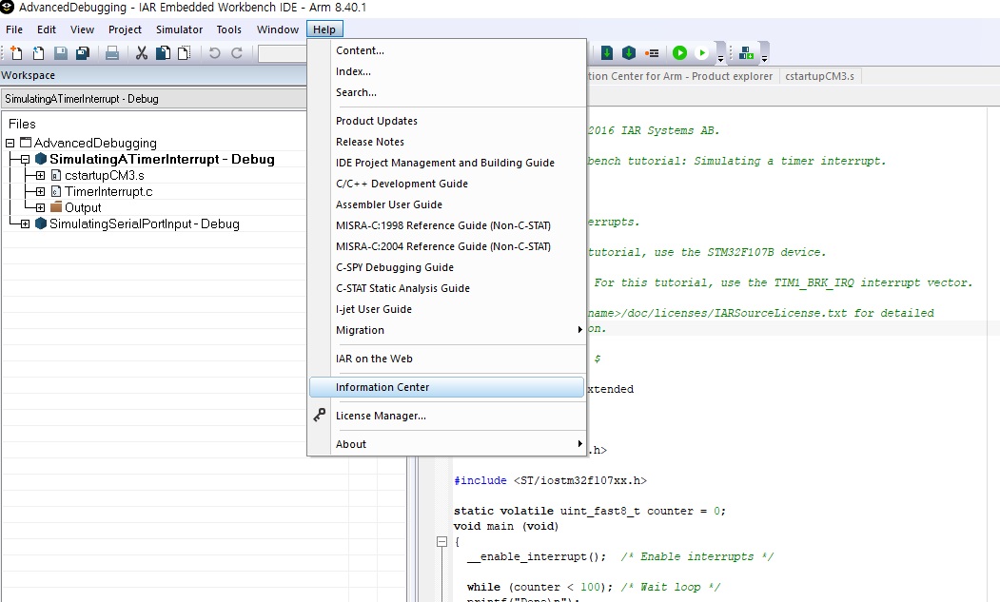 AdvancedDebugging - IAR Embedded Workbench IDE - Arm 8.40.1
File Edit View Project Simulator Tools Window Help
Workspace
SimulatingATimerInterrupt - Debug
Files
AdvancedDebugging
SimulatingATimerInterrupt - Debug
cstartupCM3.s
TimerInterrupt.c
Output
SimulatingSerialPortInput - Debug
Content...
Index...
Search...
Product Updates
Release Notes
IDE Project Management and Building Guide
C/C++ Development Guide
Assembler User Guide
MISRA-C:1998 Reference Guide (Non-C-STAT)
MISRA-C:2004 Reference Guide (Non-C-STAT)
C-SPY Debugging Guide
C-STAT Static Analysis Guide
I-jet User Guide
Migration
IAR on the Web
Information Center
License Manager...
About
tion Center for Arm - Product explorer cstartupCM3.s
2016 IAR Systems AB.
bench tutorial: Simulating a timer interrupt.
errupts.
tutorial, use the STM32F107B device.
For this tutorial, use the TIM1_BRK_IRQ interrupt vector.
name>/doc/licenses/IARSourceLicense.txt for detailed
on.
$
xtended
.h>
#include <ST/iostm32f107xx.h>
static volatile uint_fast8_t counter = 0;
void main (void)
{
__enable_interrupt(); /* Enable interrupts */
while (counter < 100); /* Wait loop */
printf("Done\n");